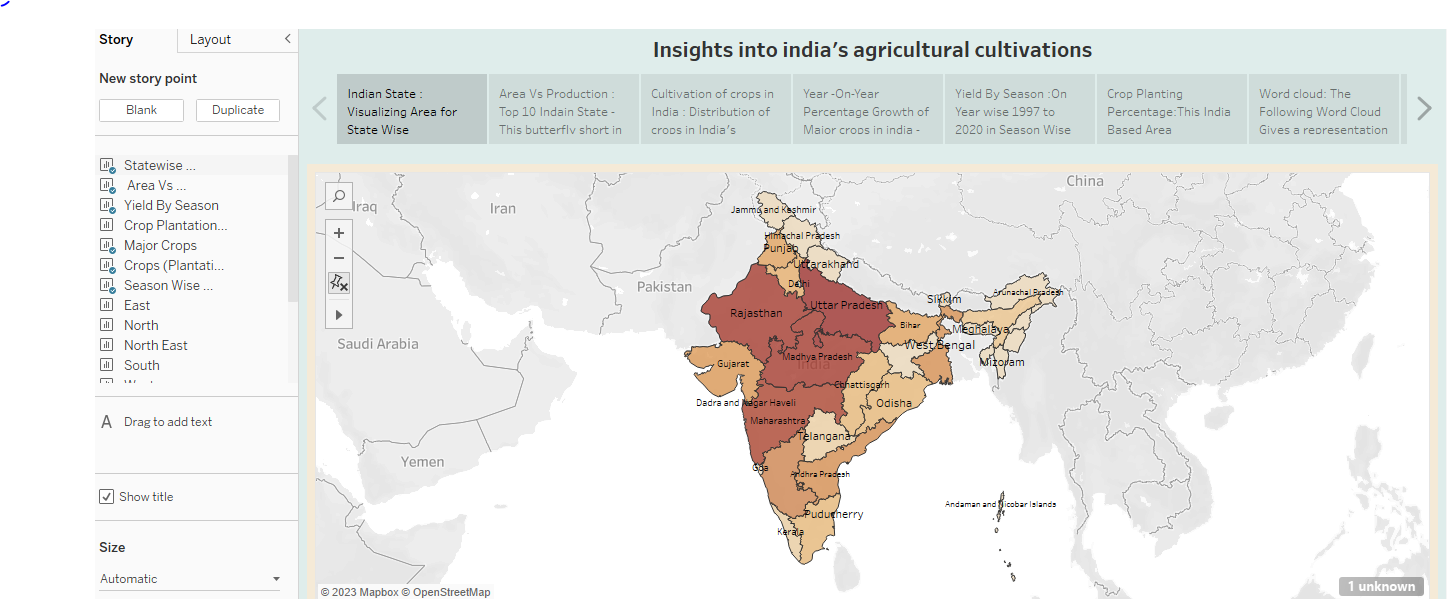 Story
Layout
New story point
Blank
Duplicate
Statewise ...
Area Vs ...
Yield By Season
Crop Plantation...
Major Crops
Crops (Plantati...
Season Wise ...
East
North
North East
South
A Drag to add text
Show title
Size
Automatic
Insights into india's agricultural cultivations
Indian State :
Visualizing Area for
State Wise
Area Vs Production :
Top 10 Indain State -
This butterfly short in
Cultivation of crops in
India : Distribution of
crops in India's
Year -On-Year
Percentage Growth of
Major crops in india -
Yield By Season :On
Year wise 1997 to
2020 in Season Wise
Crop Planting
Percentage:This India
Based Area
Word cloud: The
Following Word Cloud
Gives a representation
China
Iraq
Iran
Jammu and Kashmir
Himachal Pradesh
Punjab
Uttarakhand
Pakistan
Delhi
Arunachal Pradesh
Sikkim
Uttar Pradesh
Rajasthan
Bihar
Meghalaya
Saudi Arabia
West Bengal
Madhya Pradesh
India
Gujarat
Mizoram
Chhattisgarh
Dadra and Nagar Haveli
Odisha
Maharashtra
Telangana
Yemen
Goa
Andhra Pradesh
Andaman and Nicobar Islands
Puducherry
Kerala
1 unknown
© 2023 Mapbox © OpenStreetMap